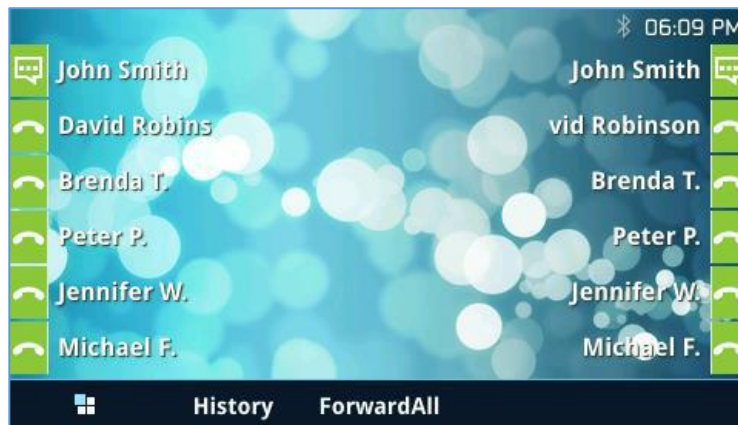 06:09 PM
John Smith John Smith
David Robins vid Robinson
Brenda T. Brenda T.
Peter P. Peter P.
Jennifer W. Jennifer W.
Michael F. Michael F.
History ForwardAll